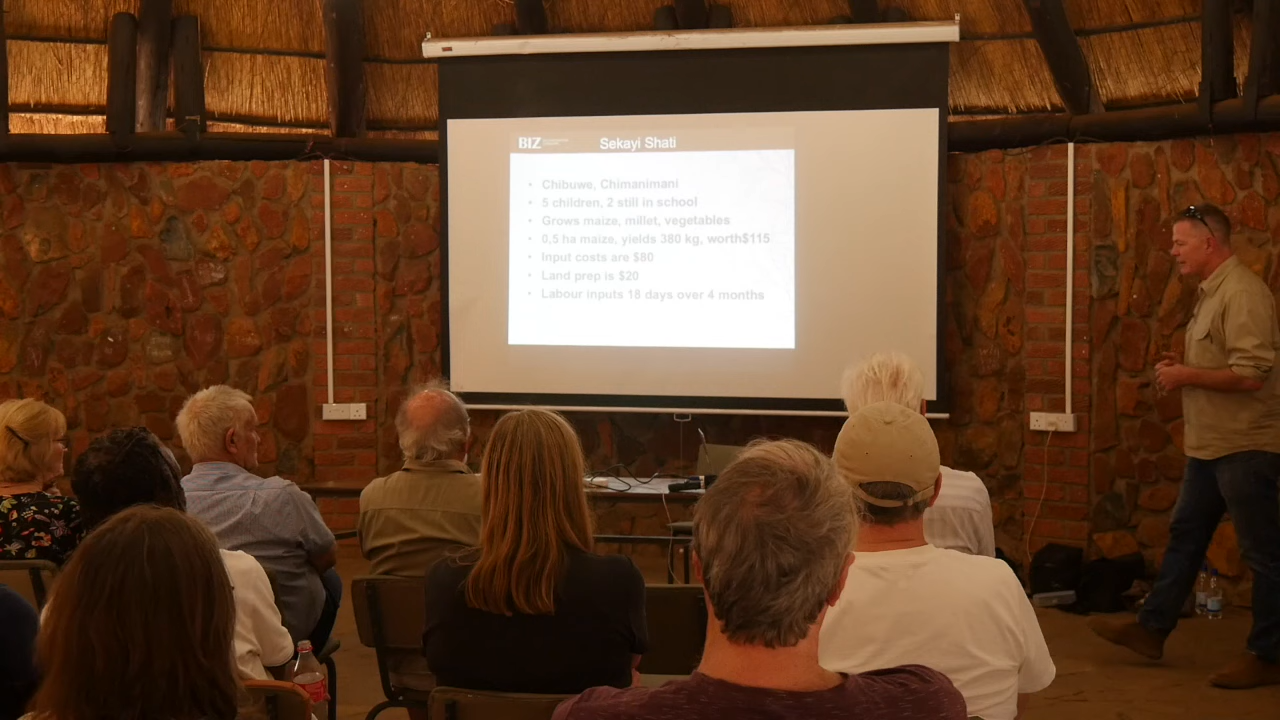 BIZ
Sekayi Shati
• Chibuwe, Chimanimani
• 5 children, 2 still in school
• Grows maize, millet, vegetables
• 0,5 ha maize, yields 380 kg, worth$115
• Input costs are $80
• Land prep is $20
• Labour inputs 18 days over 4 months